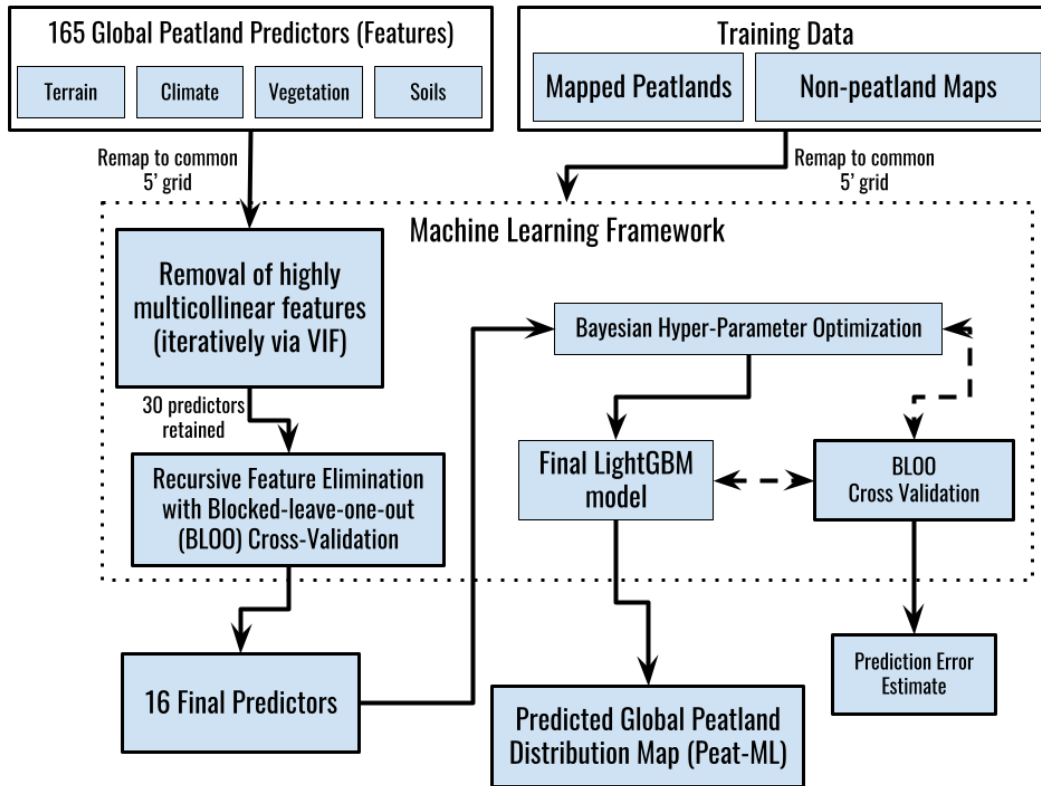 165 Global Peatland Predictors (Features)
Terrain
Climate
Vegetation
Soils
Training Data
Mapped Peatlands
Non-peatland Maps
Remap to common
5' grid
Remap to common
5' grid
Machine Learning Framework
Removal of highly
multicollinear features
(iteratively via VIF)
30 predictors
retained
Recursive Feature Elimination
with Blocked-leave-one-out
(BLOO) Cross-Validation
Bayesian Hyper-Parameter Optimization
Final LightGBM
model
BLOO
Cross Validation
16 Final Predictors
Predicted Global Peatland
Distribution Map (Peat-ML)
Prediction Error
Estimate